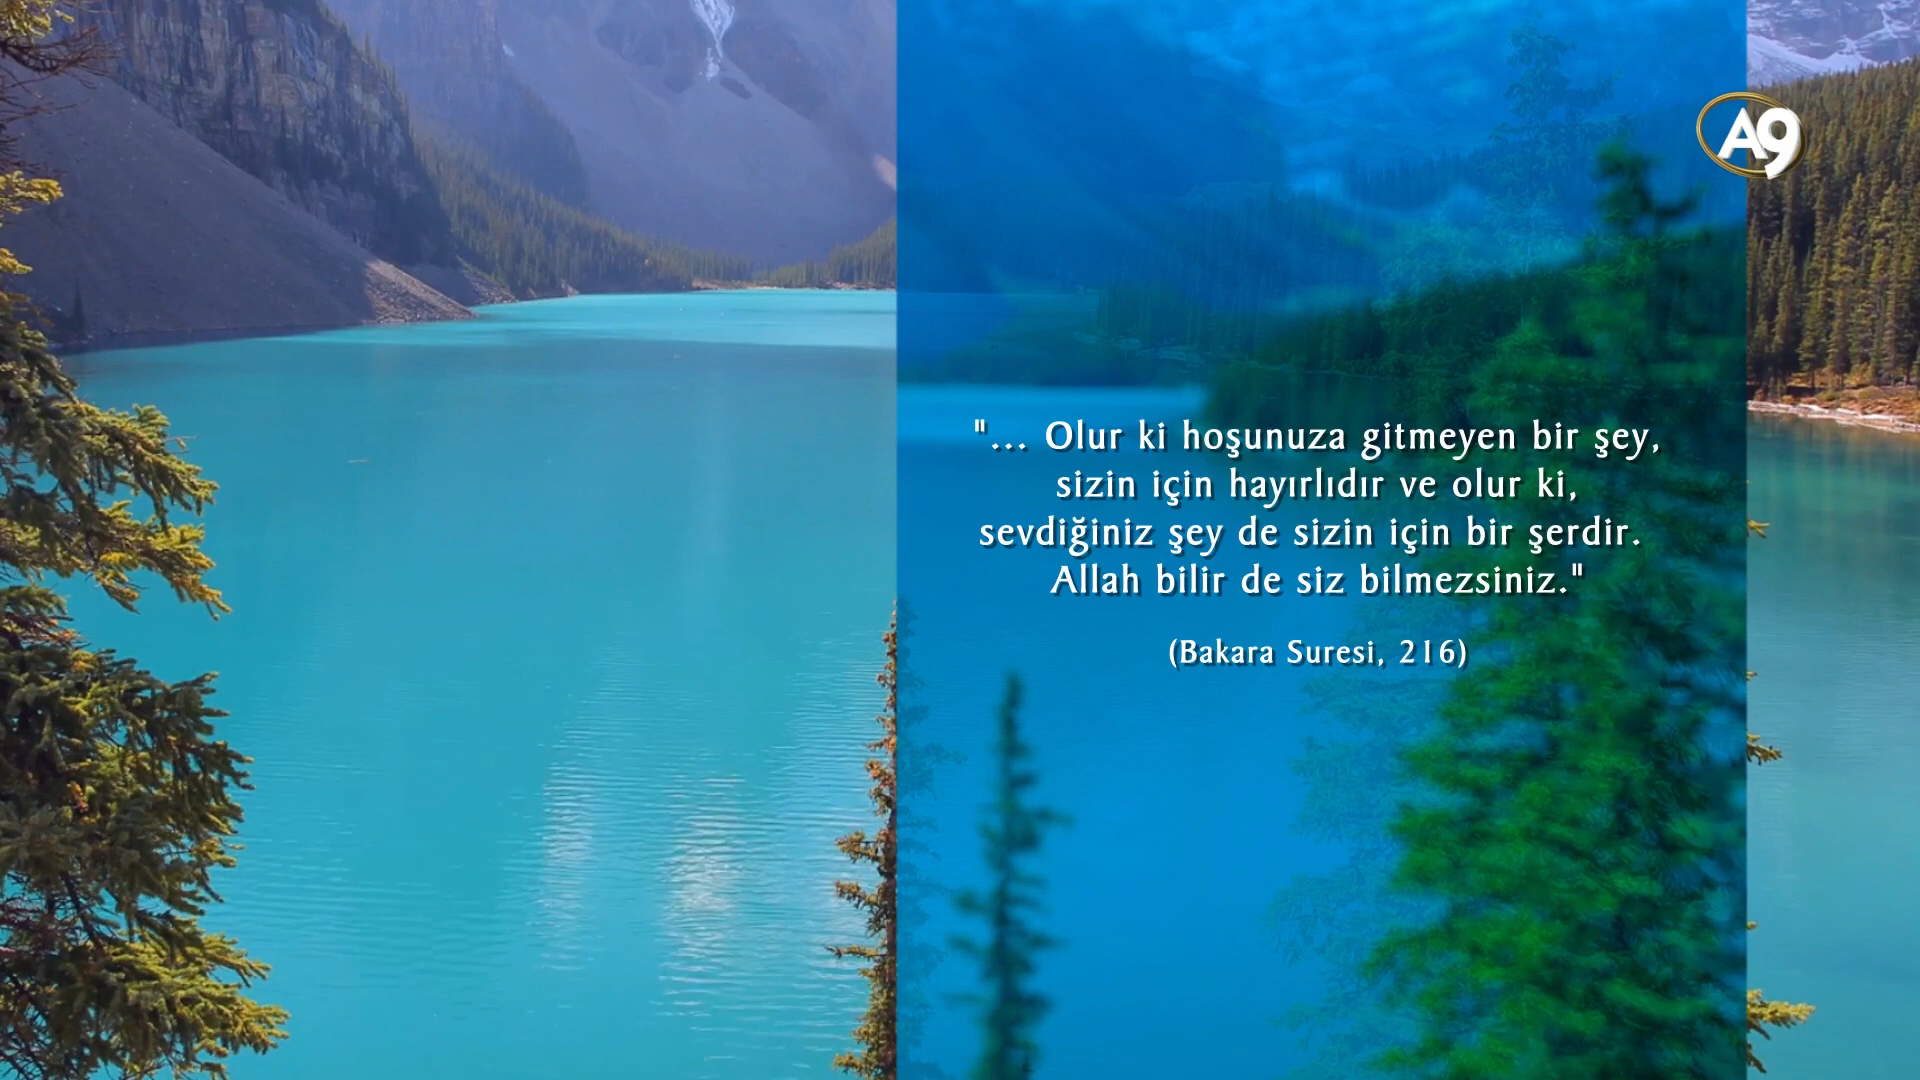 A9
"... Olur ki hoşunuza gitmeyen bir şey,
sizin için hayırlıdır ve olur ki,
sevdiğiniz şey de sizin için bir şerdir.
Allah bilir de siz bilmezsiniz."
(Bakara Suresi, 216)